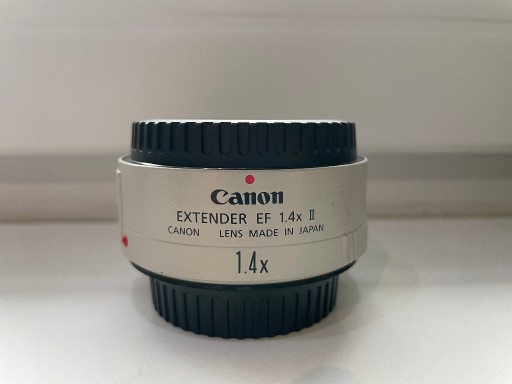 Canon
EXTENDER EF 1.4x II
CANON LENS MADE IN JAPAN
1.4x